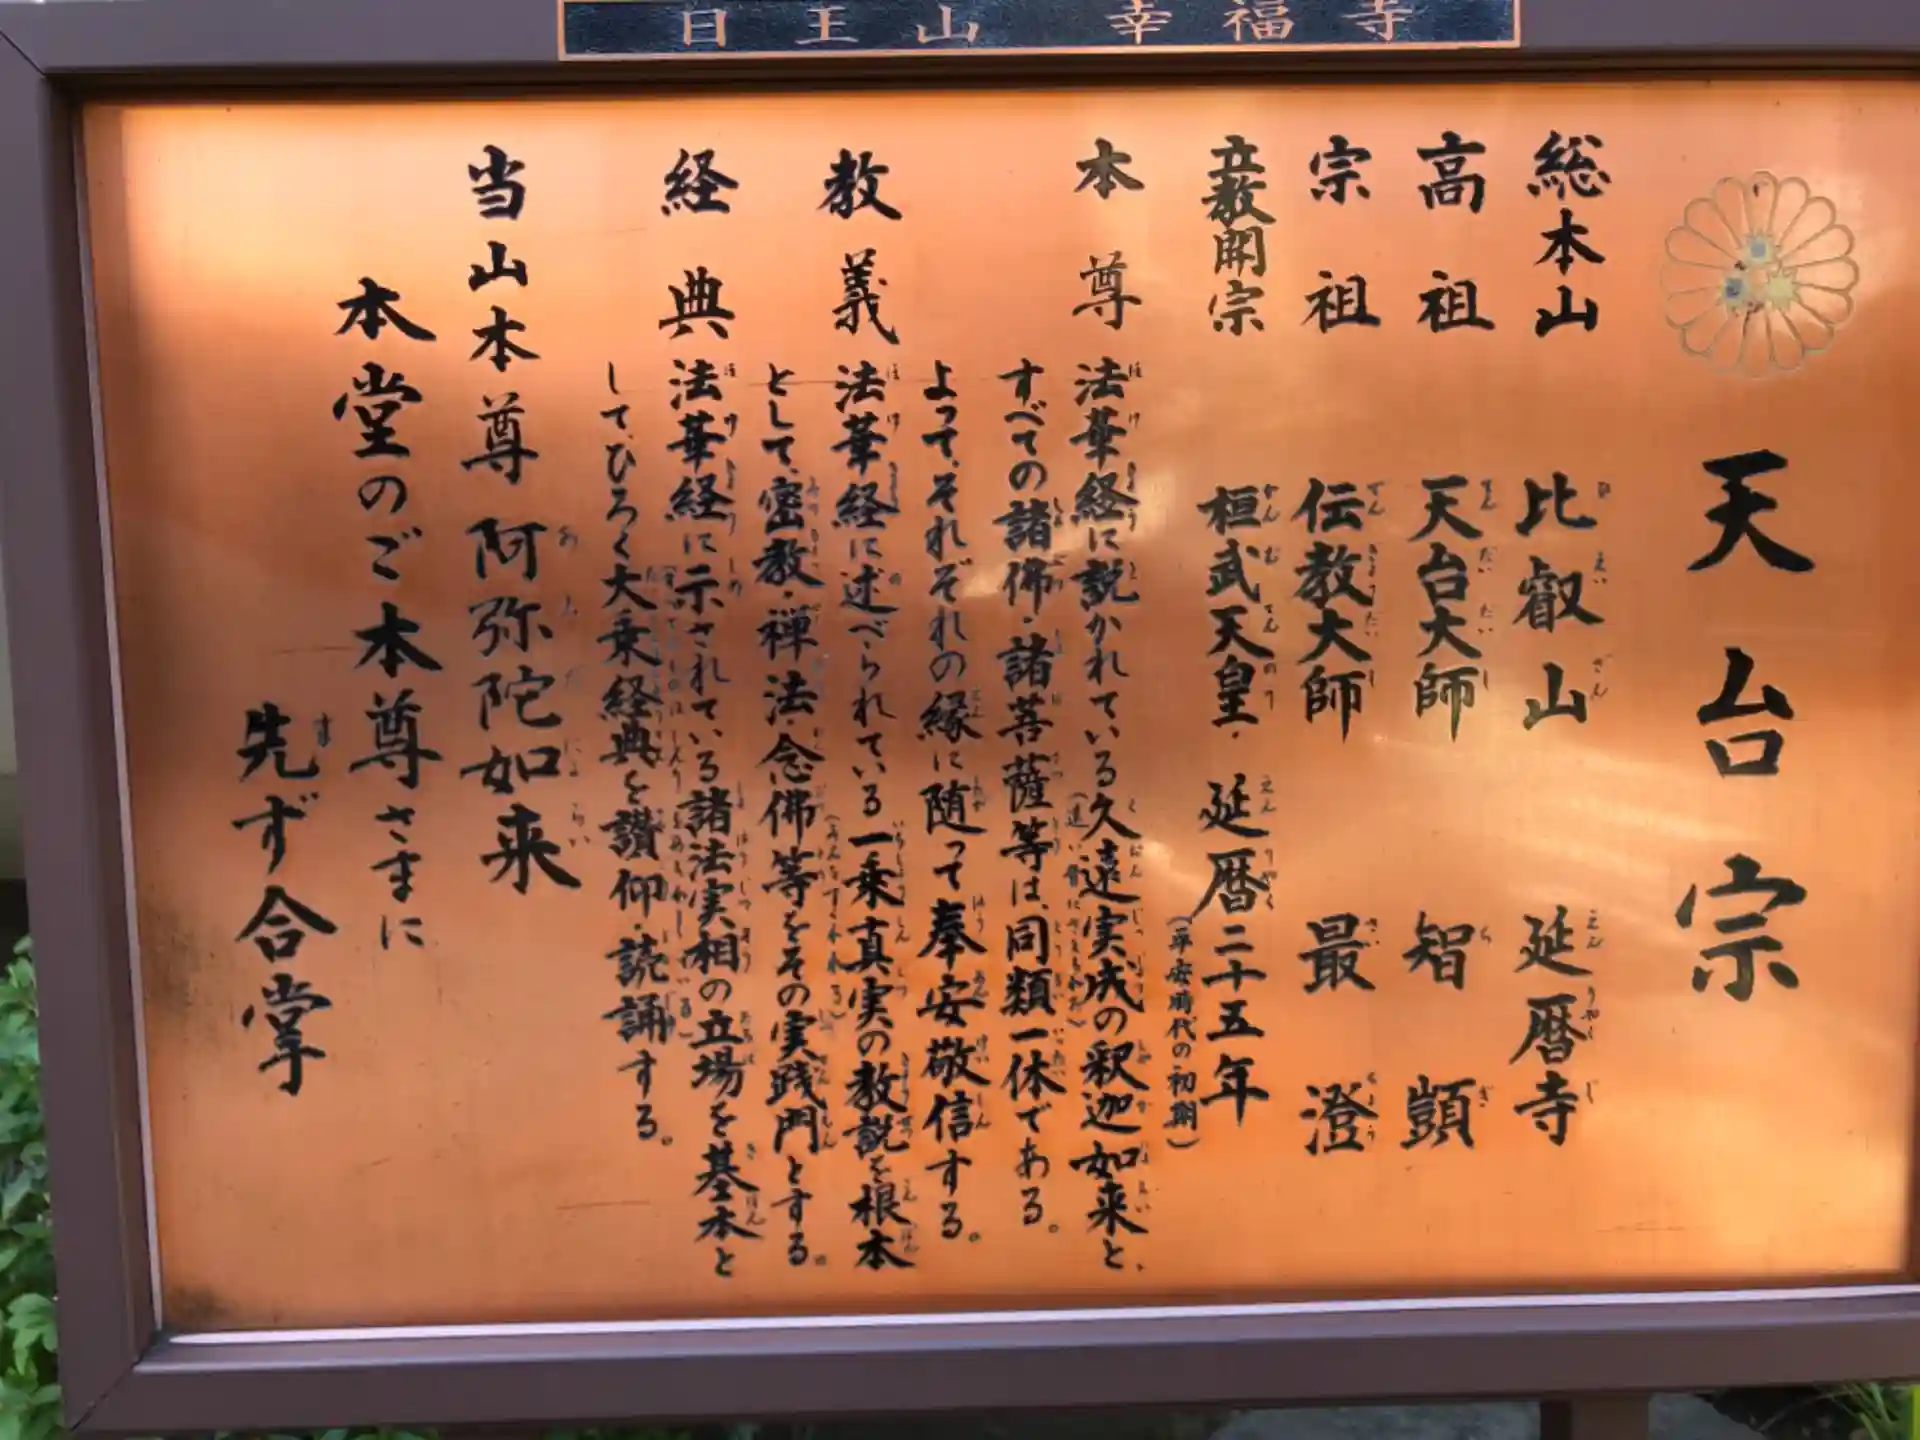 日王山 幸福寺
天台宗
総本山 比叡山 延暦寺
高祖 天台大師 智顗
宗祖 伝教大師 最澄
立教開宗 桓武天皇・延暦二十五年
(平安時代の初期)
本尊 法華経に説かれている久遠実成の釈迦如来と、
すべての諸佛・諸菩薩等は、同類一体である。
よって、それぞれの縁に随って奉安敬信する。
教義 法華経に述べられている一乗真実の教説を根本
として、密教・禅法・念佛等をその実践門とする。
経典 法華経に示されている諸法実相の立場を基本と
して、ひろく大乗経典を讃仰・読誦する。
当山本尊 阿弥陀如来
本堂のご本尊さまに
先ず合掌